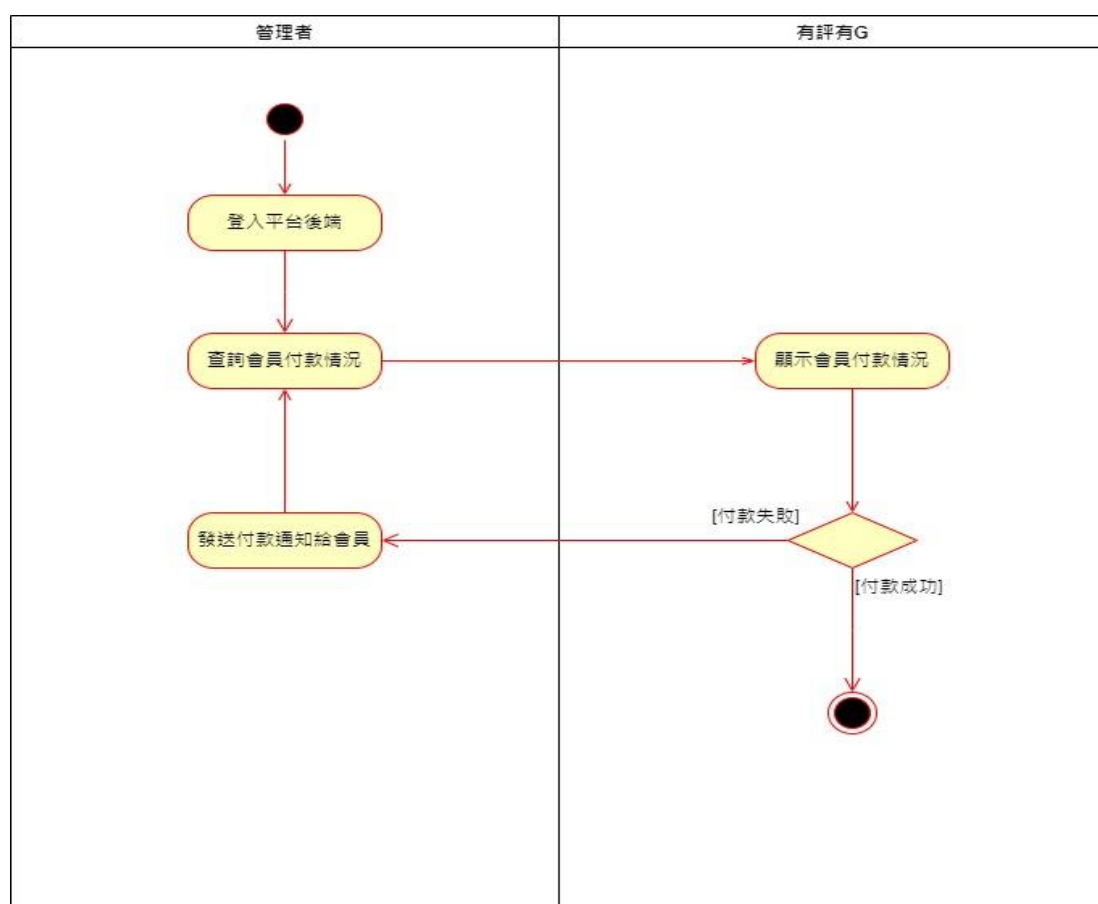 管理者
有評有G
登入平台後端
查詢會員付款情況
顯示會員付款情況
[付款失敗]
發送付款通知給會員
[付款成功]